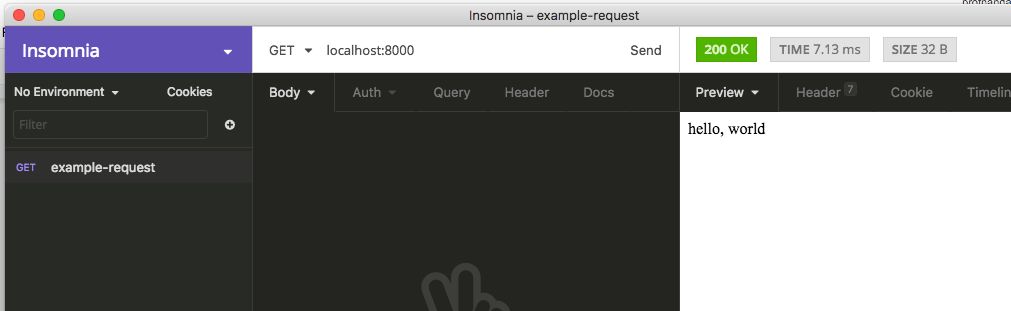 Insomnia – example-request
Insomnia
GET localhost:8000 Send
200 OK TIME 7.13 ms SIZE 32 B
No Environment Cookies
Body Auth Query Header Docs
Preview Header 7 Cookie
Filter
hello, world
GET example-request